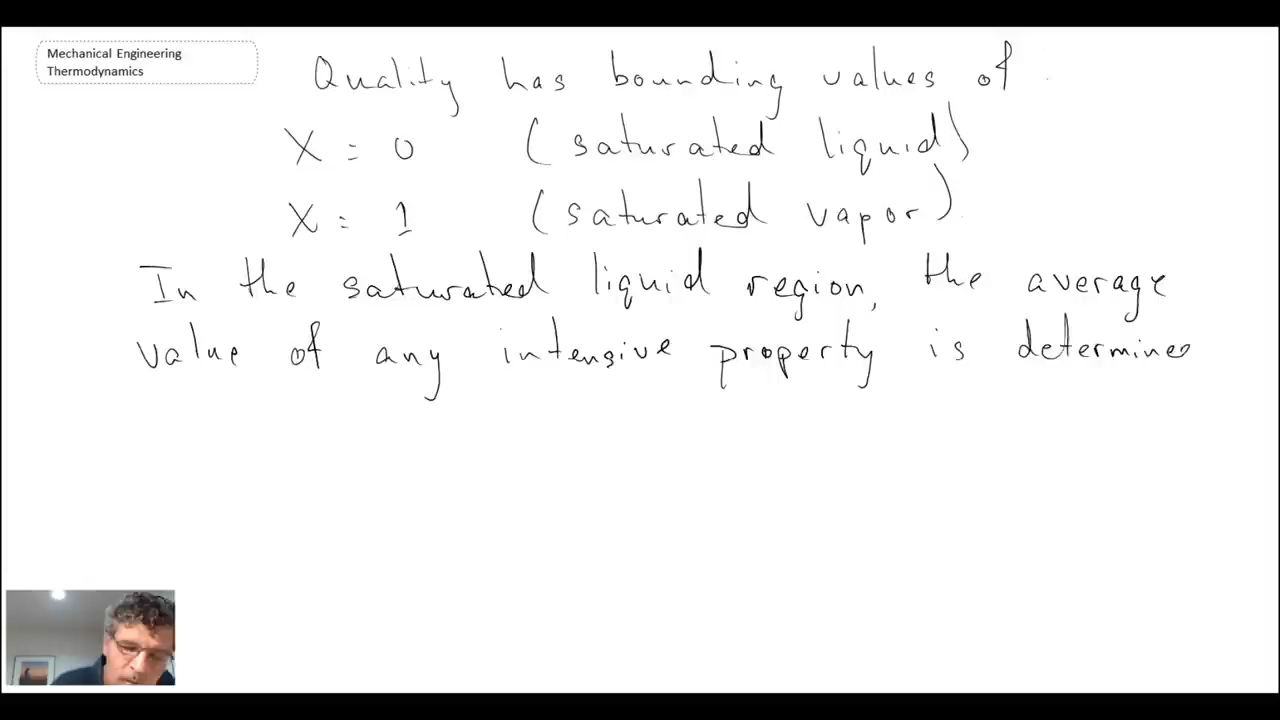 Mechanical Engineering
Thermodynamics
Quality has bounding values of
X = 0 (saturated liquid)
X = 1 (saturated vapor)
In the saturated liquid region, the average
value of any intensive property is determine